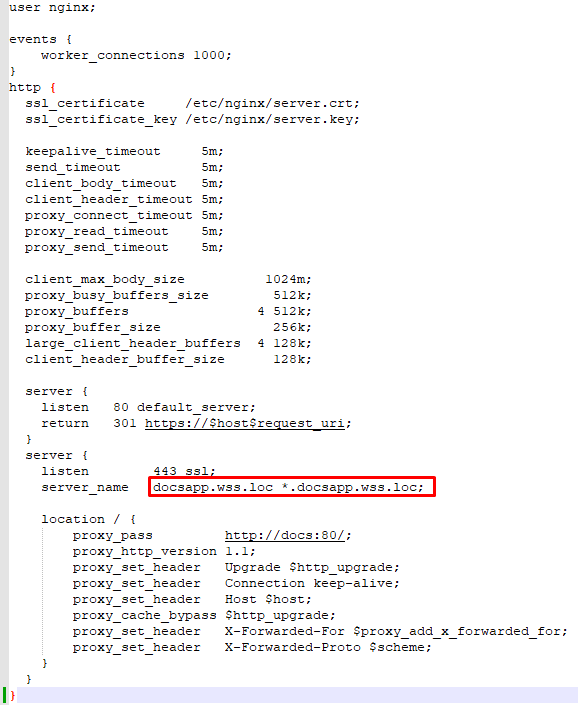 user nginx;
events {
    worker_connections 1000;
}
http {
  ssl_certificate     /etc/nginx/server.crt;
  ssl_certificate_key /etc/nginx/server.key;
  keepalive_timeout     5m;
  send_timeout          5m;
  client_body_timeout   5m;
  client_header_timeout 5m;
  proxy_connect_timeout 5m;
  proxy_read_timeout    5m;
  proxy_send_timeout    5m;
  client_max_body_size          1024m;
  proxy_busy_buffers_size        512k;
  proxy_buffers                4 512k;
  proxy_buffer_size              256k;
  large_client_header_buffers  4 128k;
  client_header_buffer_size      128k;
  server {
    listen   80 default_server;
    return   301 https://$host$request_uri;
  }
  server {
    listen        443 ssl;
    server_name   docsapp.wss.loc *.docsapp.wss.loc;
    location / {
        proxy_pass         http://docs:80/;
        proxy_http_version 1.1;
        proxy_set_header   Upgrade $http_upgrade;
        proxy_set_header   Connection keep-alive;
        proxy_set_header   Host $host;
        proxy_cache_bypass $http_upgrade;
        proxy_set_header   X-Forwarded-For $proxy_add_x_forwarded_for;
        proxy_set_header   X-Forwarded-Proto $scheme;
    }
  }
}